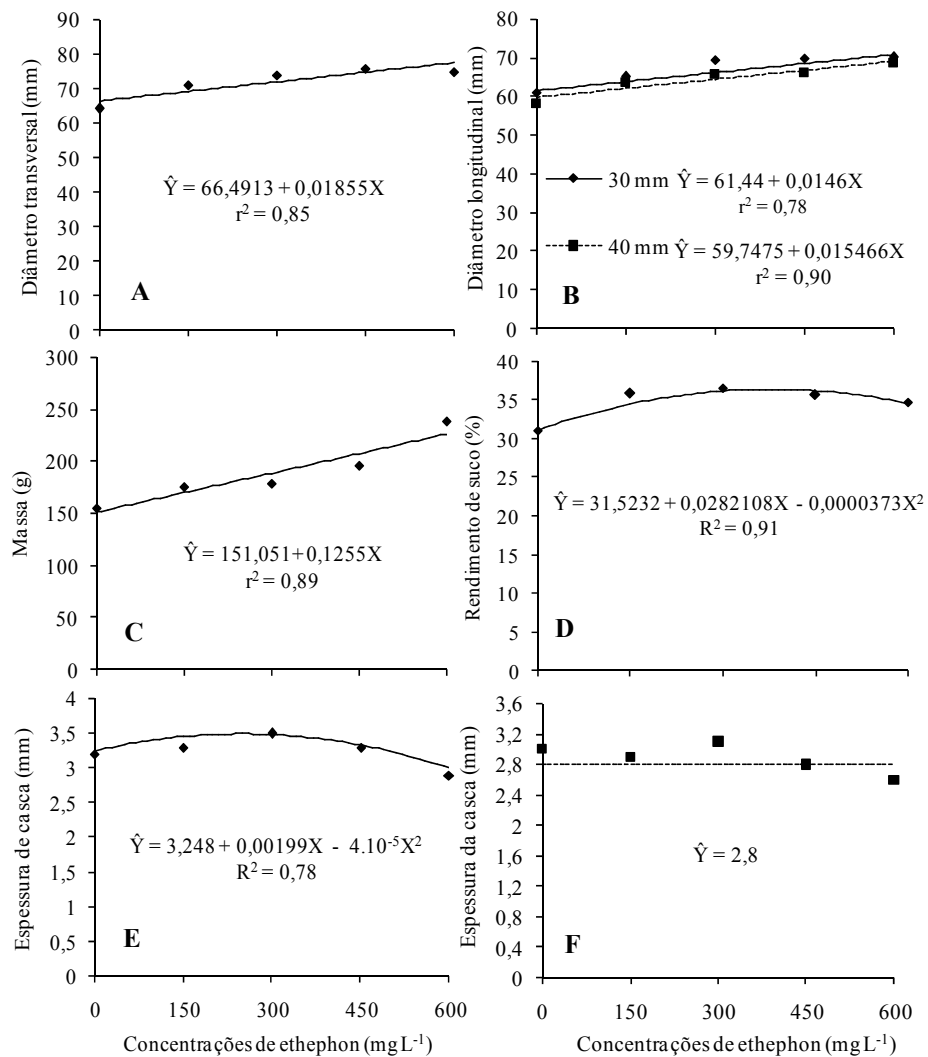 90
80
70
60
50
40
30
20
10
0
Diâmetro transversal (mm)
Ŷ = 66,4913 + 0,01855X
r² = 0,85
A
80
70
60
50
40
30
20
10
0
Diâmetro longitudinal (mm)
30 mm Ŷ = 61,44 + 0,0146X
r² = 0,78
40 mm Ŷ = 59,7475 + 0,015466X
r² = 0,90
B
300
250
200
150
100
50
0
Massa (g)
Ŷ = 151,051+0,1255X
r² = 0,89
C
40
35
30
25
20
15
10
5
0
Rendimento de suco (%)
Ŷ = 31,5232 + 0,0282108X - 0,0000373X²
R² = 0,91
D
4
3,5
3
2,5
2
1,5
1
0,5
0
Espessura de casca (mm)
Ŷ = 3,248 + 0,00199X - 4.10⁻⁵X²
R² = 0,78
E
0 150 300 450 600
Concentrações de ethephon (mg L⁻¹)
3,6
3,2
2,8
2,4
2
1,6
1,2
0,8
0,4
0
Espessura da casca (mm)
Ŷ = 2,8
F
0 150 300 450 600
Concentrações de ethephon (mg L⁻¹)